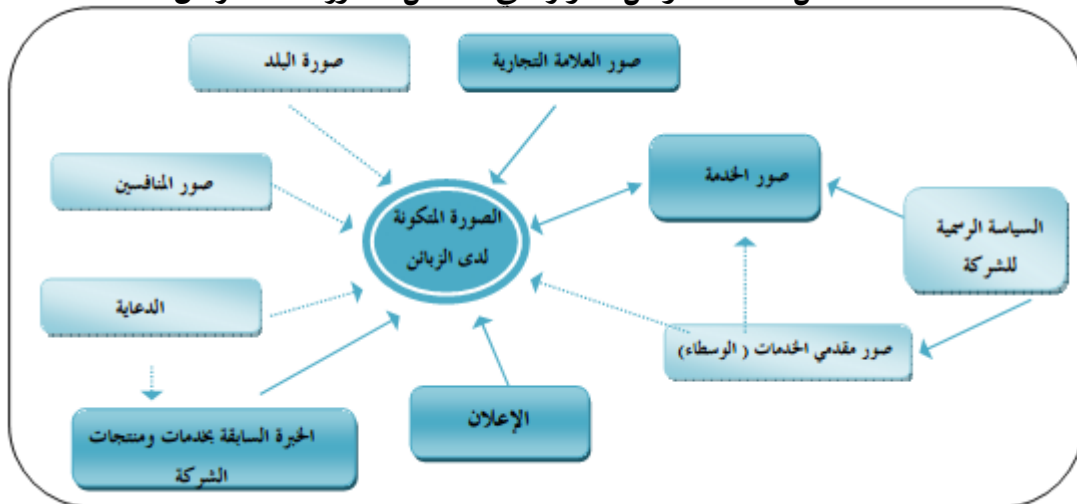 صور العلامة التجارية
صورة البلد
صور الخدمة
صور المنافسين
الصورة المتكونة
لدى الزبائن
السياسة الرسمية
للشركة
الدعاية
صور مقدمي الخدمات ( الوسطاء)
الإعلان
الخبرة السابقة بخدمات ومنتجات
الشركة